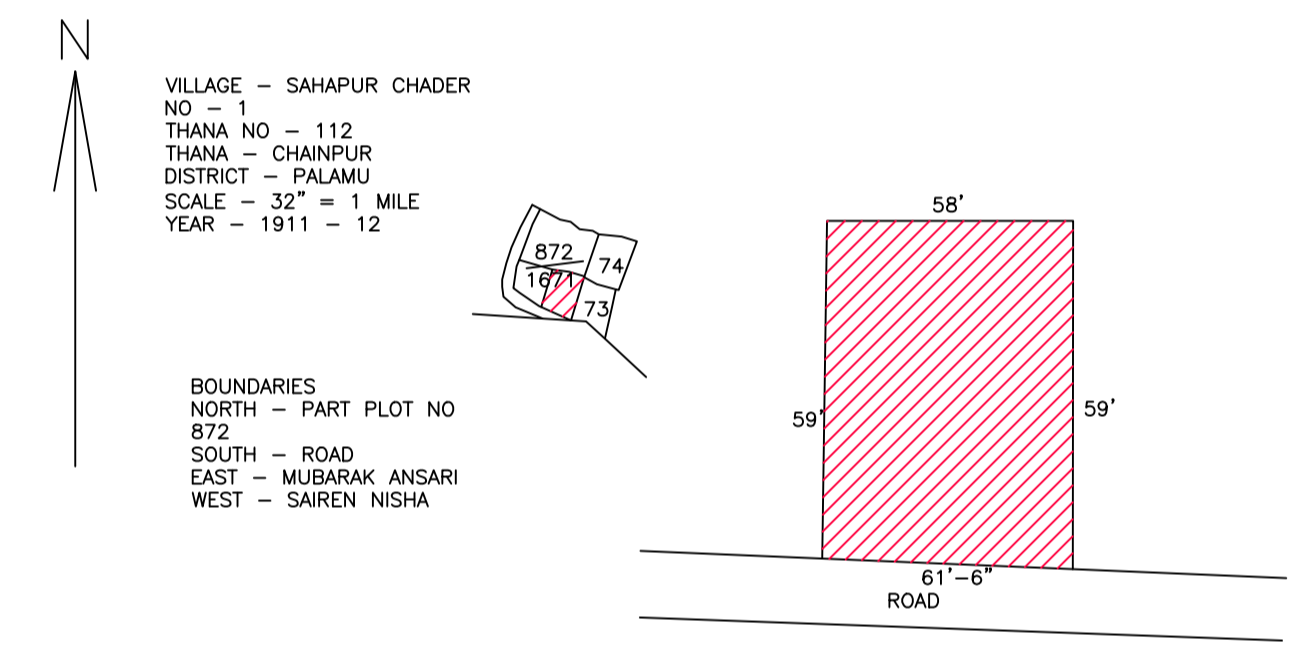 N
VILLAGE – SAHAPUR CHADER
NO – 1
THANA NO – 112
THANA – CHAINPUR
DISTRICT – PALAMU
SCALE – 32" = 1 MILE
YEAR – 1911 – 12
872
1671
74
73
BOUNDARIES
NORTH – PART PLOT NO
872
SOUTH – ROAD
EAST – MUBARAK ANSARI
WEST – SAIREN NISHA
58'
59'
59'
61'–6"
ROAD